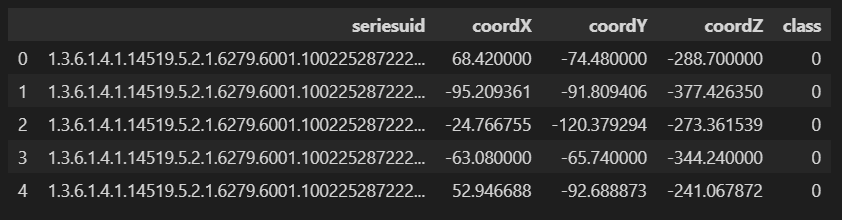 seriesuid coordX coordY coordZ class
0 1.3.6.1.4.1.14519.5.2.1.6279.6001.100225287222... 68.420000 -74.480000 -288.700000 0
1 1.3.6.1.4.1.14519.5.2.1.6279.6001.100225287222... -95.209361 -91.809406 -377.426350 0
2 1.3.6.1.4.1.14519.5.2.1.6279.6001.100225287222... -24.766755 -120.379294 -273.361539 0
3 1.3.6.1.4.1.14519.5.2.1.6279.6001.100225287222... -63.080000 -65.740000 -344.240000 0
4 1.3.6.1.4.1.14519.5.2.1.6279.6001.100225287222... 52.946688 -92.688873 -241.067872 0